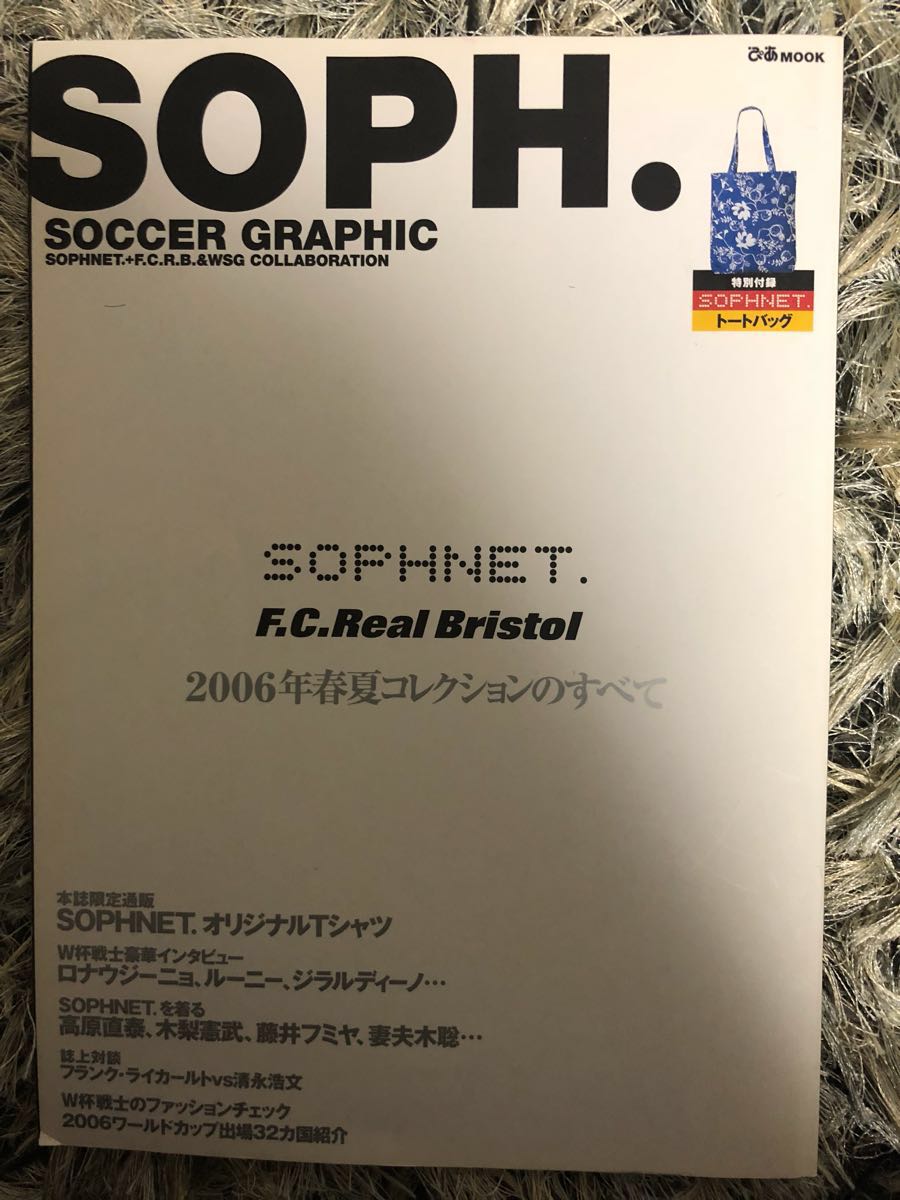 SOPH.
ぴあMOOK
SOCCER GRAPHIC
SOPHNET.+F.C.R.B.&WSG COLLABORATION
特別付録
SOPHNET.
トートバッグ
SOPHNET.
F.C.Real Bristol
2006年春夏コレクションのすべて
本誌限定通販
SOPHNET.オリジナルTシャツ
W杯戦士豪華インタビュー
ロナウジーニョ、ルーニー、ジラルディーノ…
SOPHNET.を着る
高原直泰、木梨憲武、藤井フミヤ、妻夫木聡…
誌上対談
フランク・ライカールトvs清永浩文
W杯戦士のファッションチェック
2006ワールドカップ出場32カ国紹介